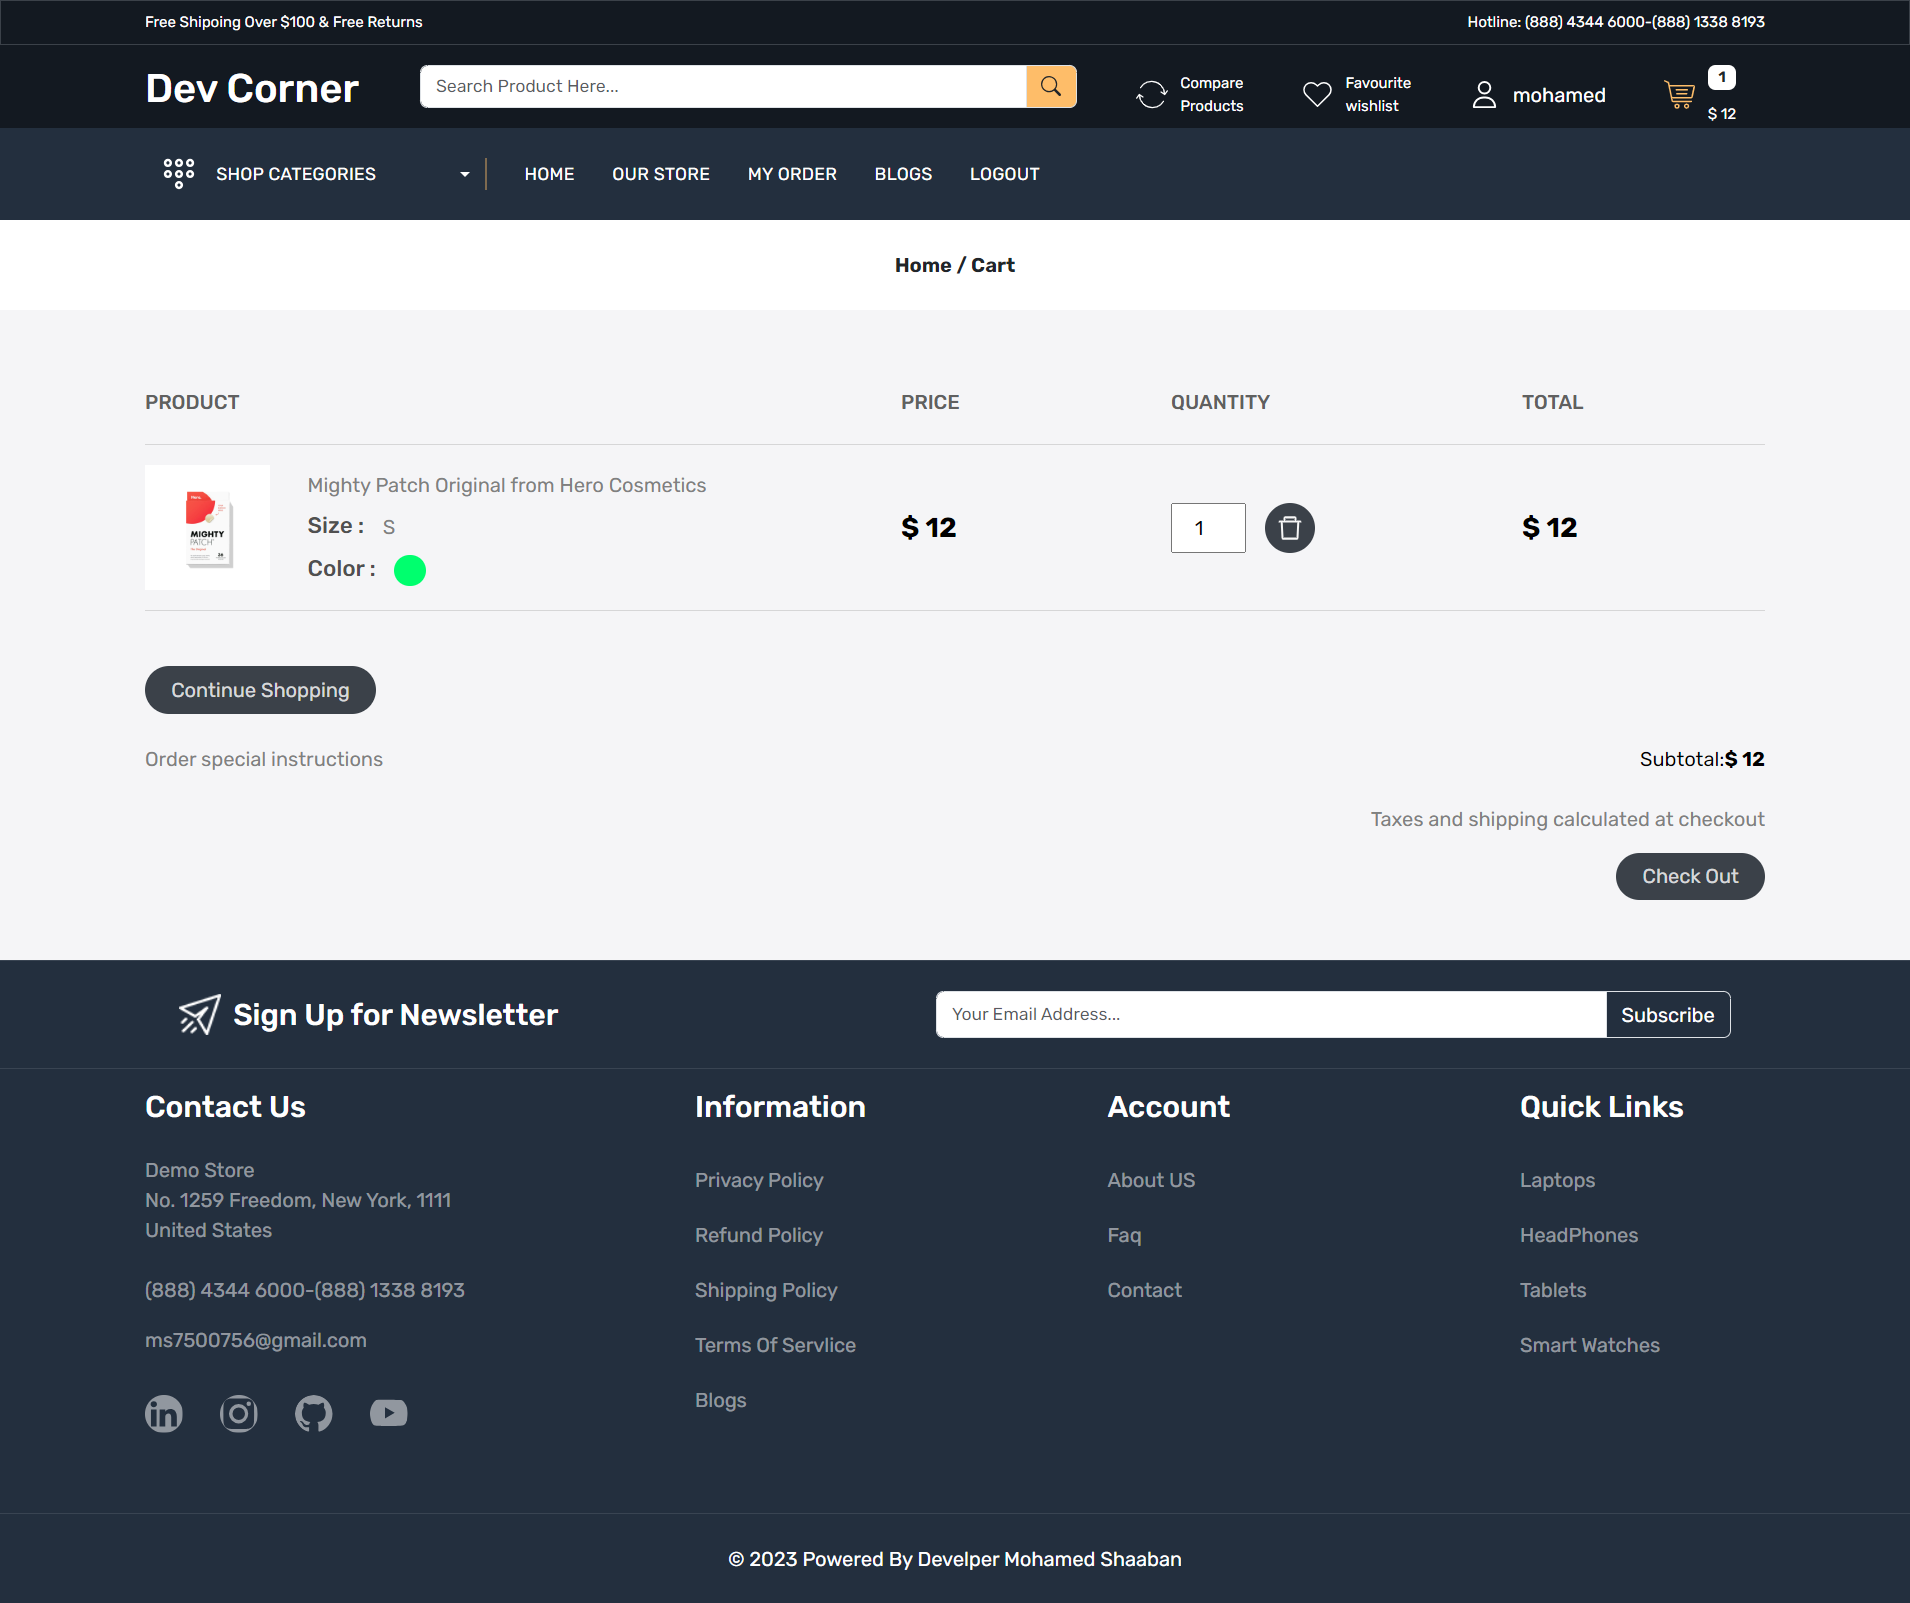 Free Shipoing Over $100 & Free Returns
Hotline: (888) 4344 6000-(888) 1338 8193
Dev Corner
Search Product Here...
Compare
Products
Favourite
wishlist
mohamed
1
$ 12
SHOP CATEGORIES
HOME
OUR STORE
MY ORDER
BLOGS
LOGOUT
Home / Cart
PRODUCT
PRICE
QUANTITY
TOTAL
MIGHTY
PATCH
Mighty Patch Original from Hero Cosmetics
Size :
S
Color :
$ 12
1
$ 12
Continue Shopping
Order special instructions
Subtotal:$ 12
Taxes and shipping calculated at checkout
Check Out
Sign Up for Newsletter
Your Email Address...
Subscribe
Contact Us
Demo Store
No. 1259 Freedom, New York, 1111
United States
(888) 4344 6000-(888) 1338 8193
ms7500756@gmail.com
Information
Privacy Policy
Refund Policy
Shipping Policy
Terms Of Servlice
Blogs
Account
About US
Faq
Contact
Quick Links
Laptops
HeadPhones
Tablets
Smart Watches
© 2023 Powered By Develper Mohamed Shaaban